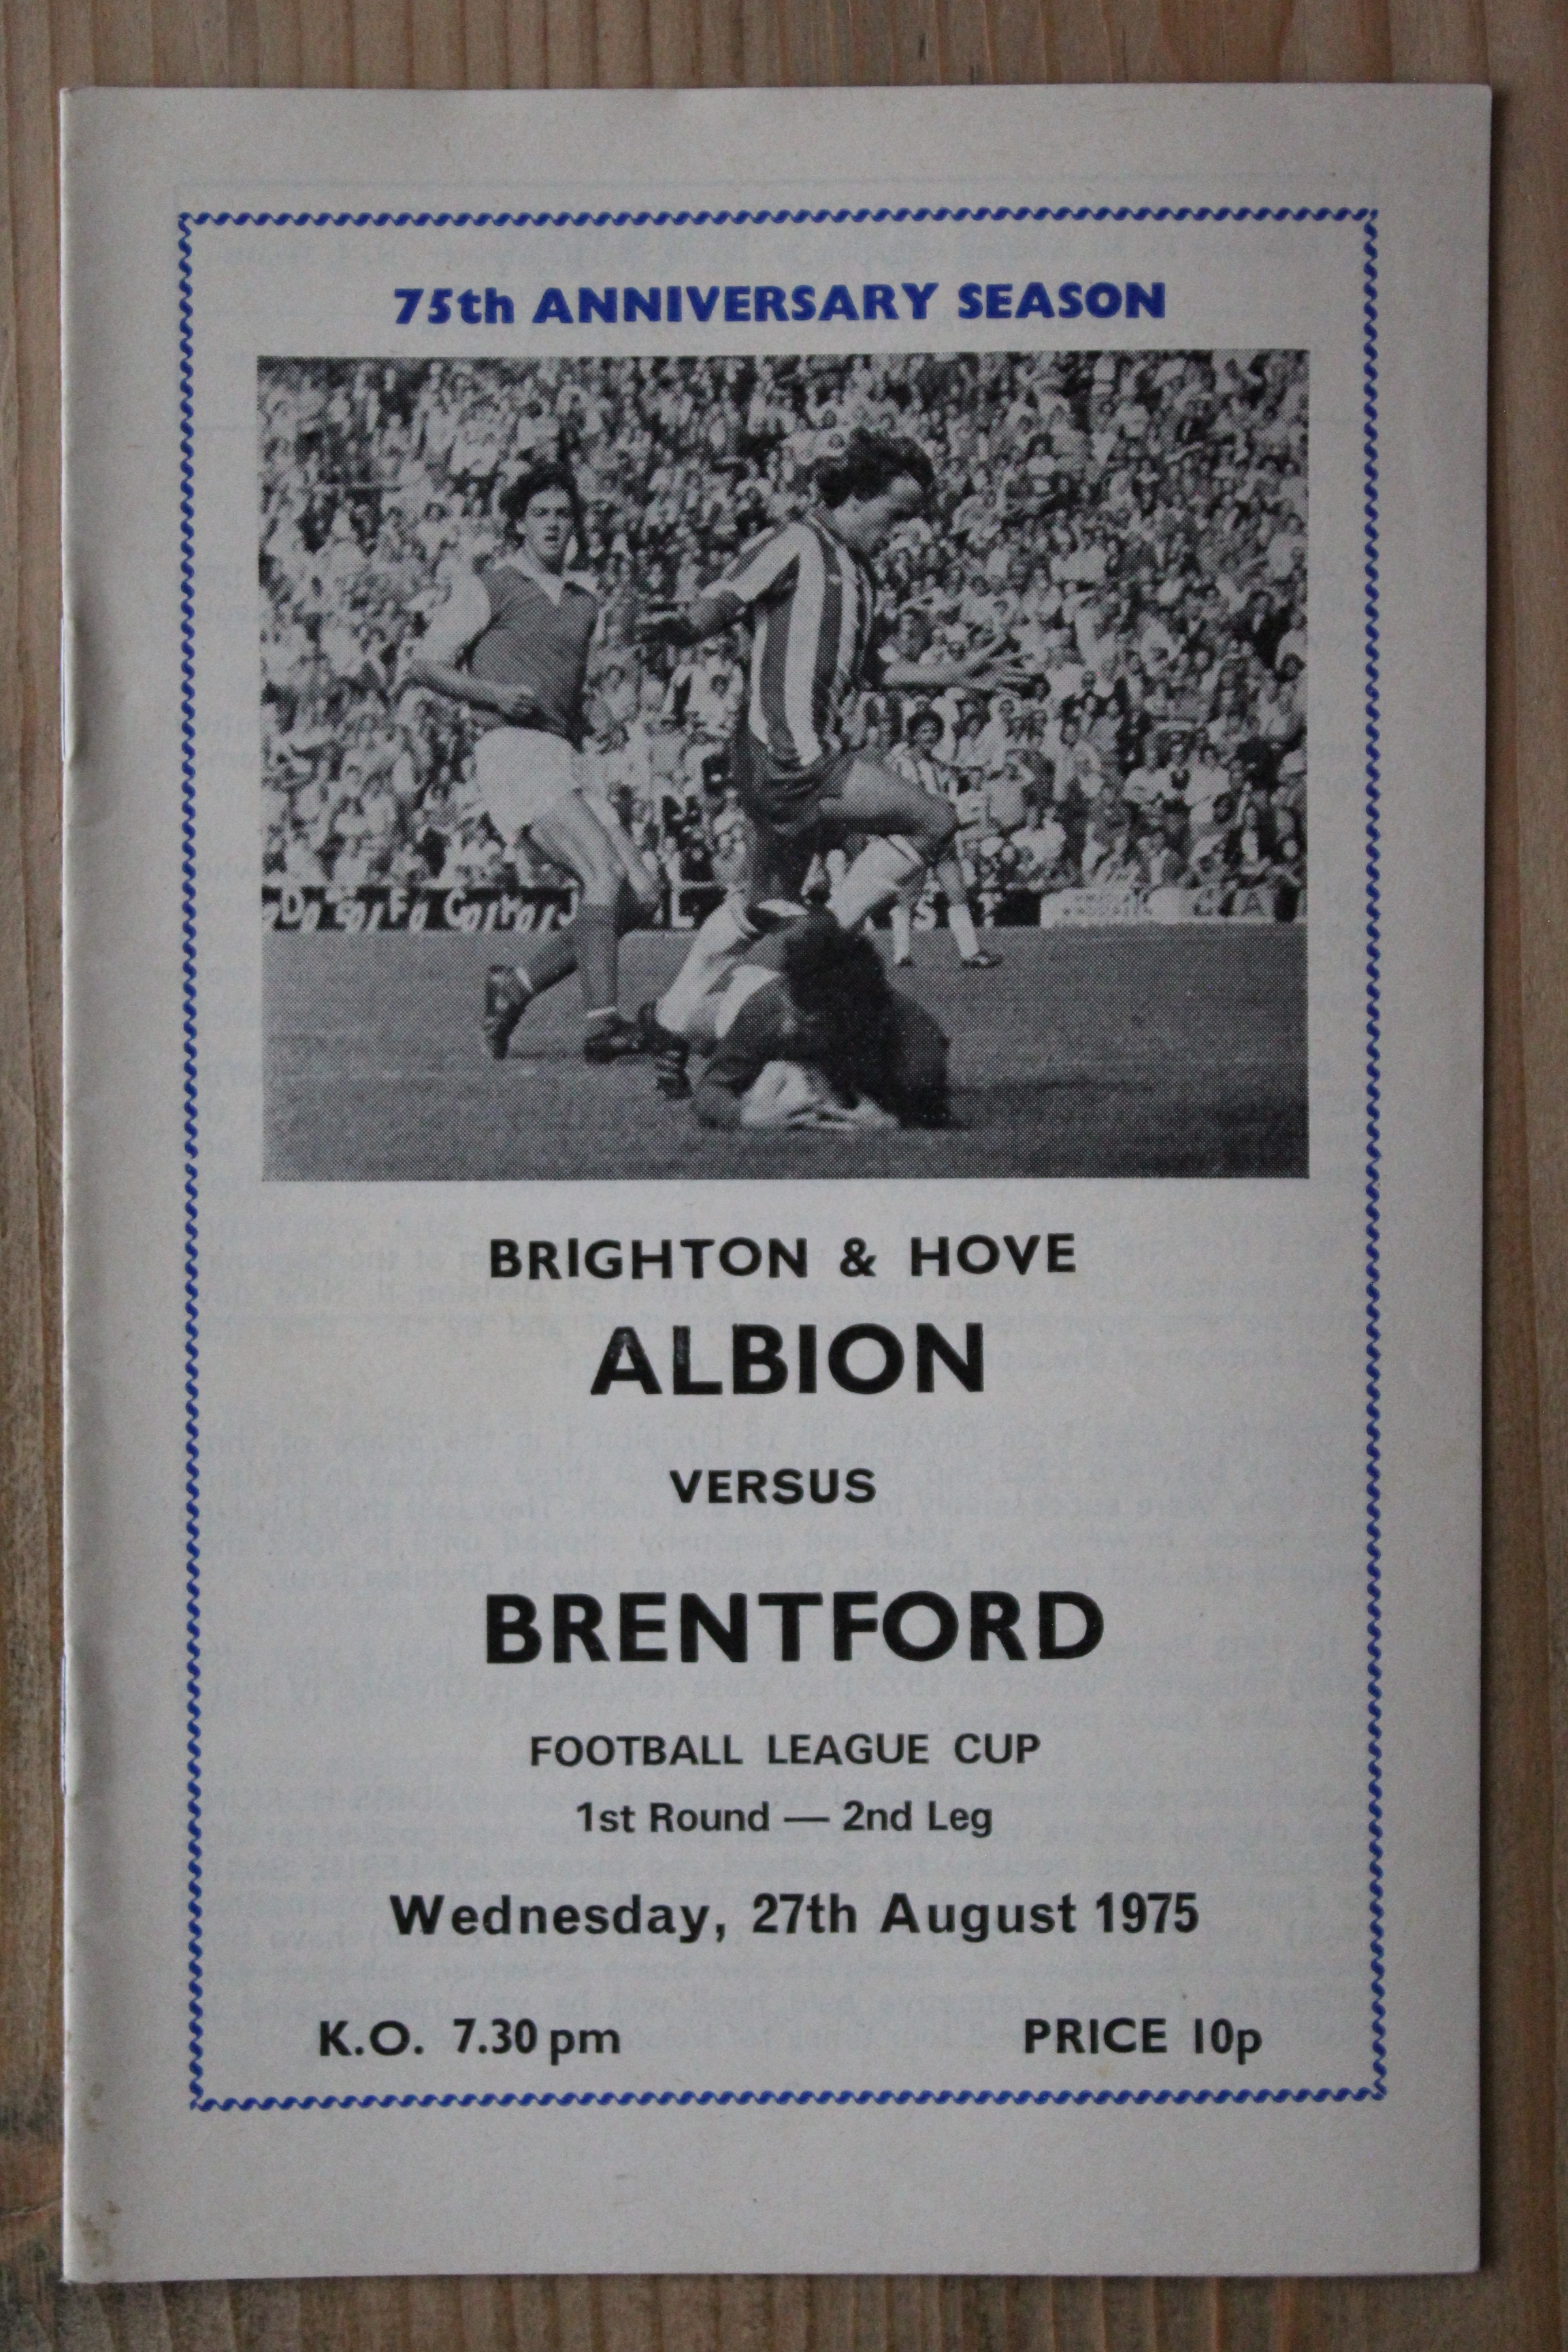 75th ANNIVERSARY SEASON
BRIGHTON & HOVE
ALBION
VERSUS
BRENTFORD
FOOTBALL LEAGUE CUP
1st Round — 2nd Leg
Wednesday, 27th August 1975
K.O. 7.30 pm PRICE 10p